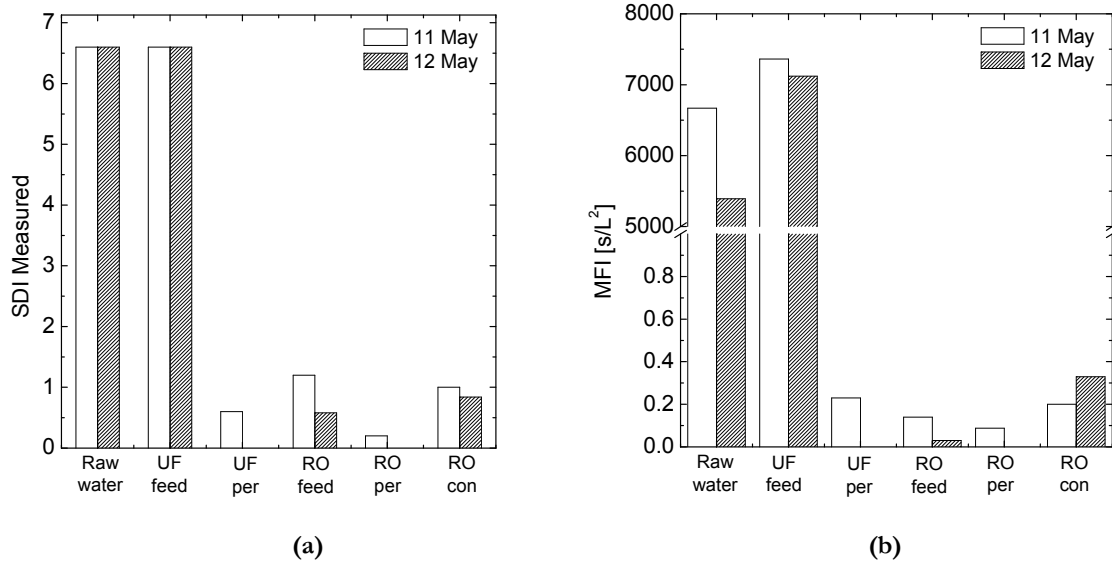 7
6
5
4
3
2
1
0
SDI Measured
11 May
12 May
Raw water
UF feed
UF per
RO feed
RO per
RO con
(a)
8000
7000
6000
5000
0.8
0.6
0.4
0.2
0.0
MFI [s/L²]
11 May
12 May
Raw water
UF feed
UF per
RO feed
RO per
RO con
(b)